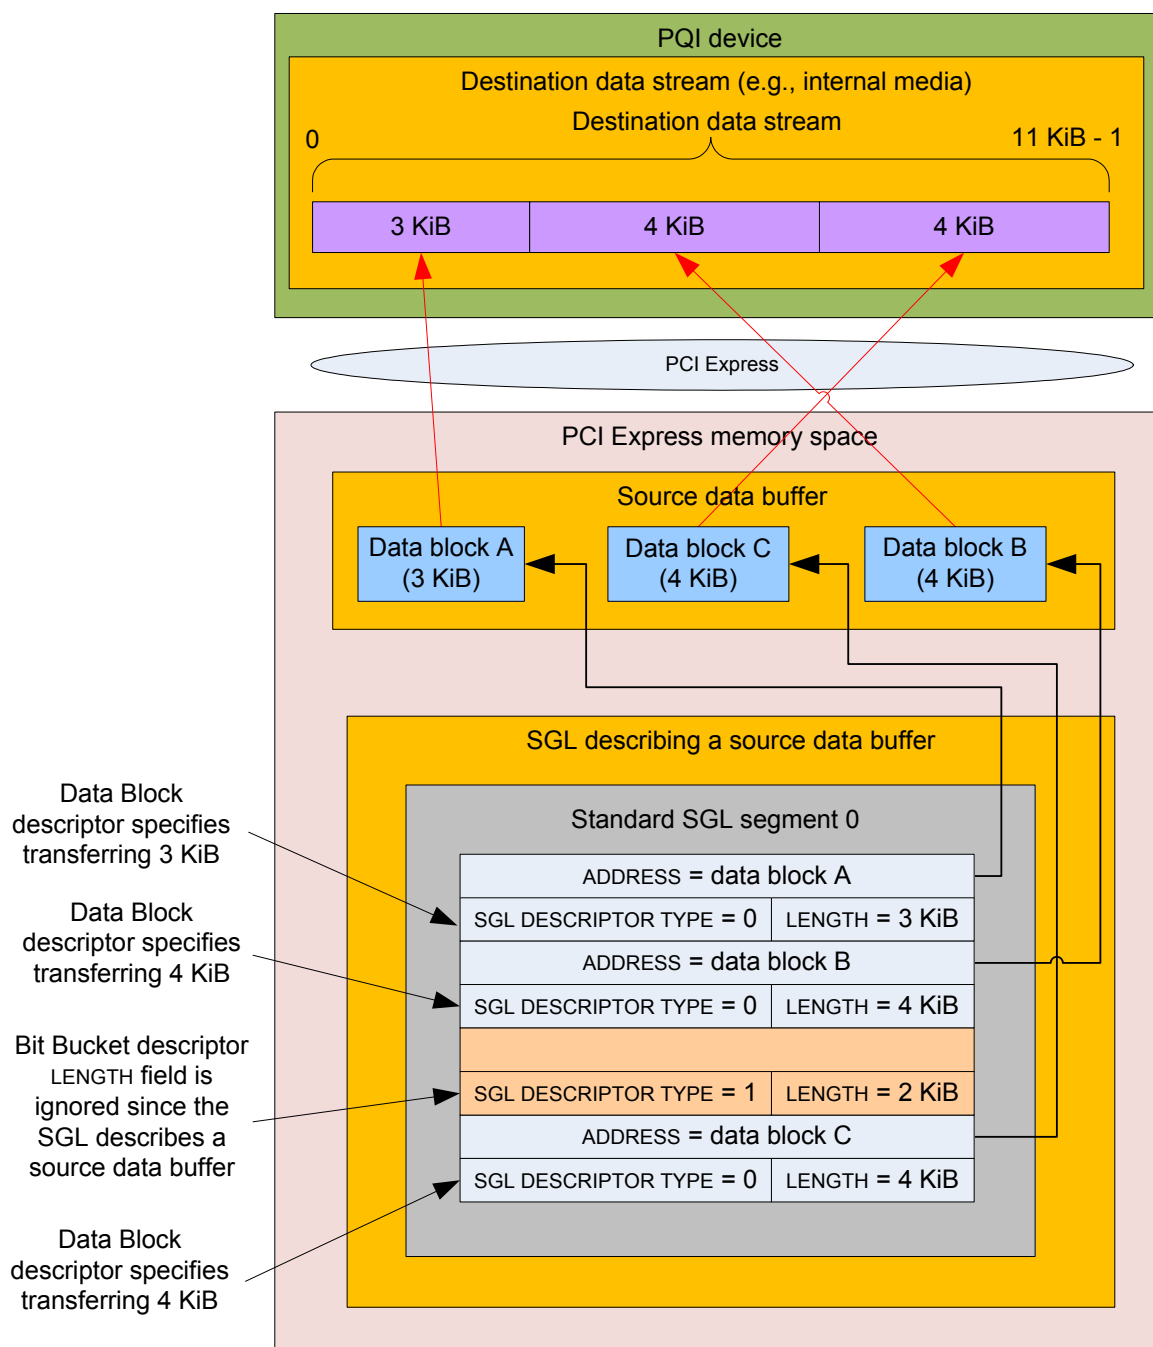 PQI device
Destination data stream (e.g., internal media)
Destination data stream
0
11 KiB - 1
3 KiB
4 KiB
4 KiB
PCI Express
PCI Express memory space
Source data buffer
Data block A
(3 KiB)
Data block C
(4 KiB)
Data block B
(4 KiB)
SGL describing a source data buffer
Standard SGL segment 0
ADDRESS = data block A
SGL DESCRIPTOR TYPE = 0
LENGTH = 3 KiB
ADDRESS = data block B
SGL DESCRIPTOR TYPE = 0
LENGTH = 4 KiB
SGL DESCRIPTOR TYPE = 1
LENGTH = 2 KiB
ADDRESS = data block C
SGL DESCRIPTOR TYPE = 0
LENGTH = 4 KiB
Data Block
descriptor specifies
transferring 3 KiB
Data Block
descriptor specifies
transferring 4 KiB
Bit Bucket descriptor
LENGTH field is
ignored since the
SGL describes a
source data buffer
Data Block
descriptor specifies
transferring 4 KiB